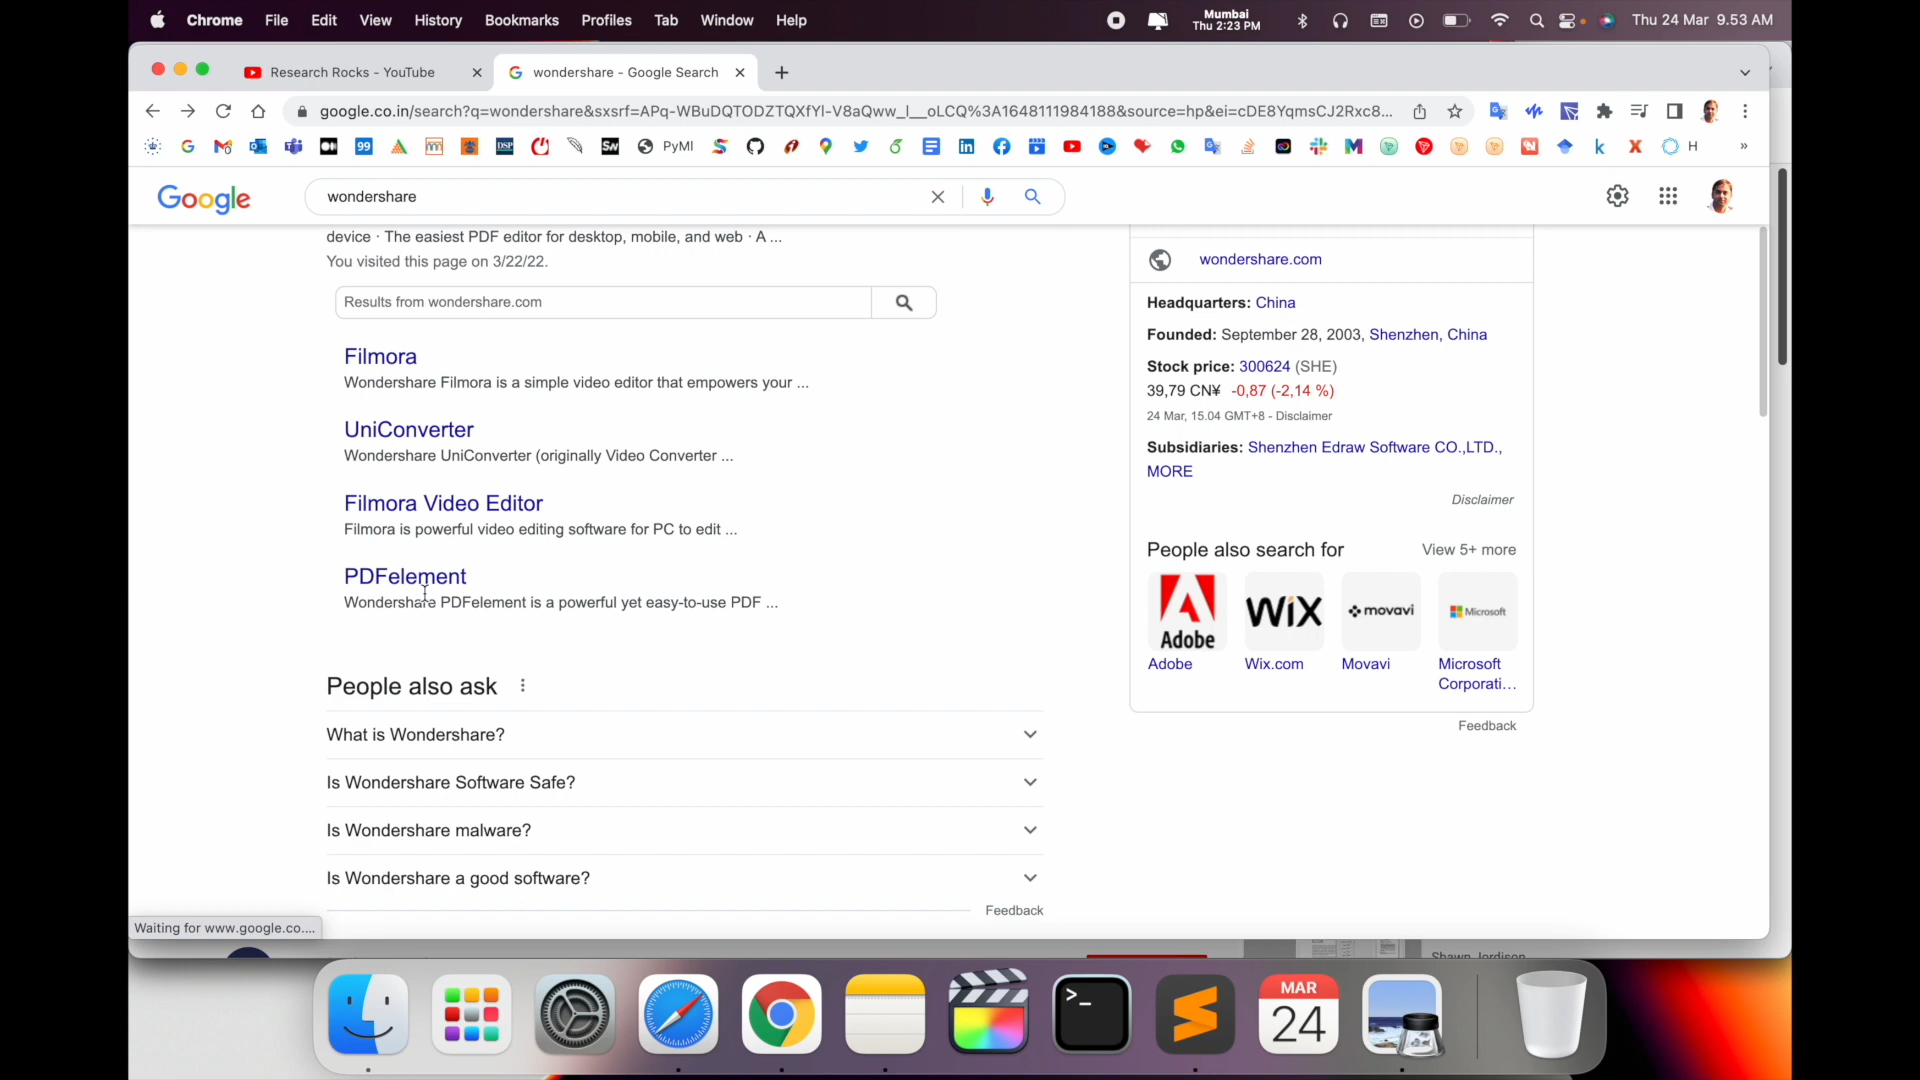 Chrome File Edit View History Bookmarks Profiles Tab Window Help
Mumbai
Thu 2:23 PM
Thu 24 Mar 9.53 AM
Research Rocks - YouTube
wondershare - Google Search
google.co.in/search?q=wondershare&sxsrf=APq-WBuDQTODZTQXfYl-V8aQww_l__oLCQ%3A1648111984188&source=hp&ei=cDE8YqmsCJ2Rxc8...
99
DSP
PyMI
H
»
Google
wondershare
device · The easiest PDF editor for desktop, mobile, and web · A ...
You visited this page on 3/22/22.
Results from wondershare.com
Filmora
Wondershare Filmora is a simple video editor that empowers your ...
UniConverter
Wondershare UniConverter (originally Video Converter ...
Filmora Video Editor
Filmora is powerful video editing software for PC to edit ...
PDFelement
Wondershare PDFelement is a powerful yet easy-to-use PDF ...
People also ask
What is Wondershare?
Is Wondershare Software Safe?
Is Wondershare malware?
Is Wondershare a good software?
Feedback
wondershare.com
Headquarters: China
Founded: September 28, 2003, Shenzhen, China
Stock price: 300624 (SHE)
39,79 CN¥ -0,87 (-2,14 %)
24 Mar, 15.04 GMT+8 - Disclaimer
Subsidiaries: Shenzhen Edraw Software CO.,LTD.,
MORE
Disclaimer
People also search for
View 5+ more
Adobe
WiX
movavi
Microsoft
Adobe
Wix.com
Movavi
Microsoft
Corporati...
Feedback
Waiting for www.google.co....
Shawn Jordison
MAR
24